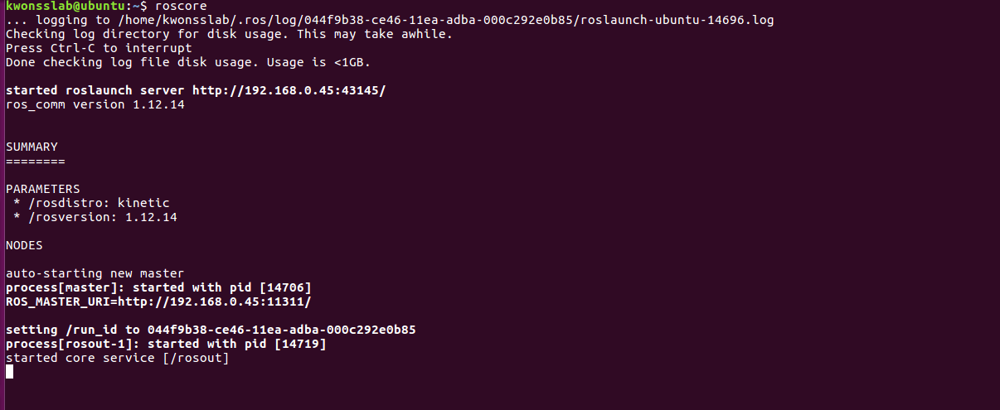 kwonsslab@ubuntu:~$ roscore
... logging to /home/kwonsslab/.ros/log/044f9b38-ce46-11ea-adba-000c292e0b85/roslaunch-ubuntu-14696.log
Checking log directory for disk usage. This may take awhile.
Press Ctrl-C to interrupt
Done checking log file disk usage. Usage is <1GB.
started roslaunch server http://192.168.0.45:43145/
ros_comm version 1.12.14
SUMMARY
========
PARAMETERS
 * /rosdistro: kinetic
 * /rosversion: 1.12.14
NODES
auto-starting new master
process[master]: started with pid [14706]
ROS_MASTER_URI=http://192.168.0.45:11311/
setting /run_id to 044f9b38-ce46-11ea-adba-000c292e0b85
process[rosout-1]: started with pid [14719]
started core service [/rosout]